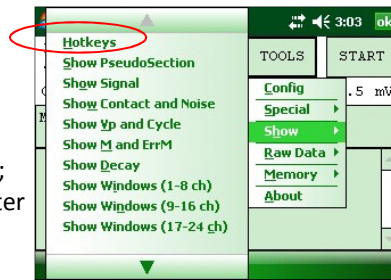 3:03 ok
TOOLS START
Hotkeys
Show PseudoSection
Show Signal
Show Contact and Noise
Show Vp and Cycle
Show M and ErrM
Show Decay
Show Windows (1-8 ch)
Show Windows (9-16 ch)
Show Windows (17-24 ch)
Config
Special
Show
Raw Data
Memory
About
.5 mV
;
ter